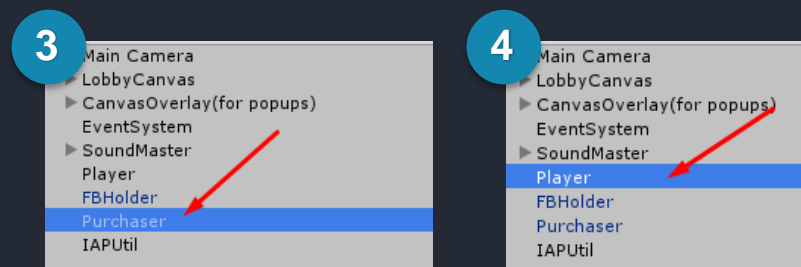 3
Main Camera
LobbyCanvas
CanvasOverlay(for popups)
EventSystem
SoundMaster
Player
FBHolder
Purchaser
IAPUtil
4
Main Camera
LobbyCanvas
CanvasOverlay(for popups)
EventSystem
SoundMaster
Player
FBHolder
Purchaser
IAPUtil